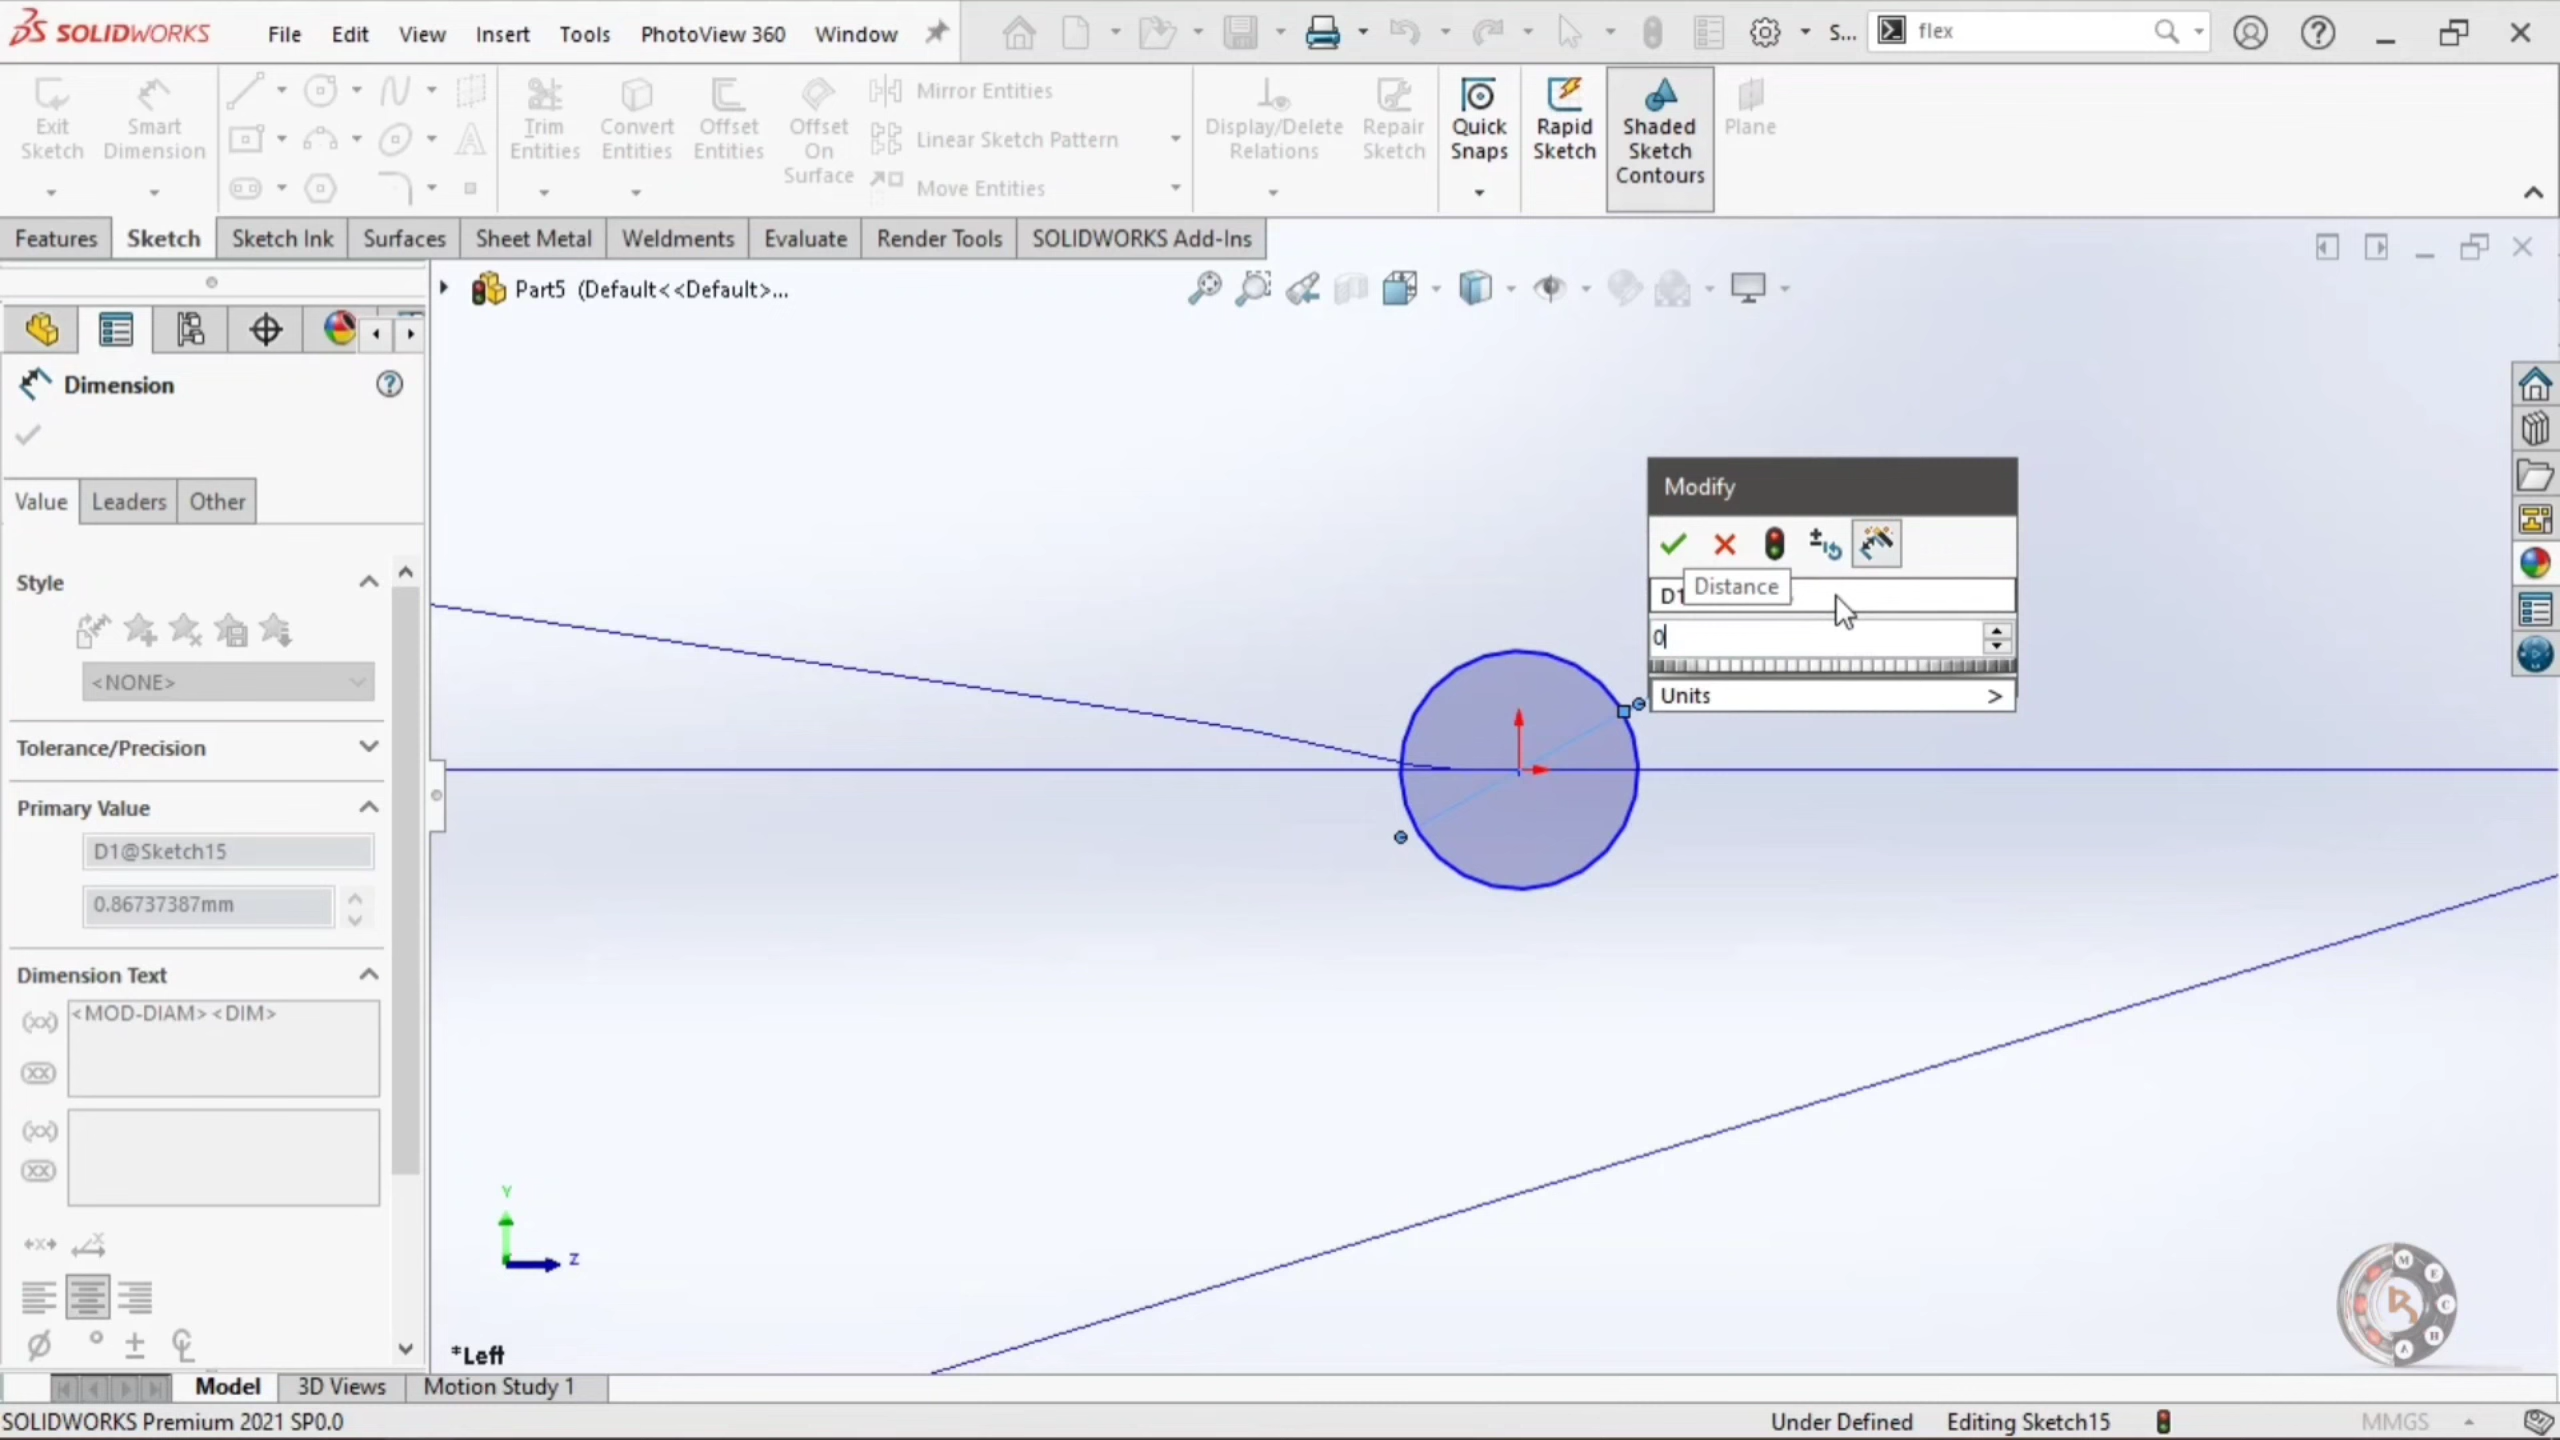 SOLIDWORKS File Edit View Insert Tools PhotoView 360 Window S... flex
Exit Sketch
Smart Dimension
Trim Entities
Convert Entities
Offset Entities
Offset On Surface
Mirror Entities
Linear Sketch Pattern
Move Entities
Display/Delete Relations
Repair Sketch
Quick Snaps
Rapid Sketch
Shaded Sketch Contours
Plane
Features Sketch Sketch Ink Surfaces Sheet Metal Weldments Evaluate Render Tools SOLIDWORKS Add-Ins
Part5 (Default<<Default>...
Dimension
Value Leaders Other
Style
<NONE>
Tolerance/Precision
Primary Value
D1@Sketch15
0.86737387mm
Dimension Text
<MOD-DIAM><DIM>
(xx)
(xx)
(xx)
(xx)
Modify
D1
Distance
0
Units >
Y
Z
*Left
M
E
C
H
A
R
Model 3D Views Motion Study 1
SOLIDWORKS Premium 2021 SP0.0 Under Defined Editing Sketch15 MMGS